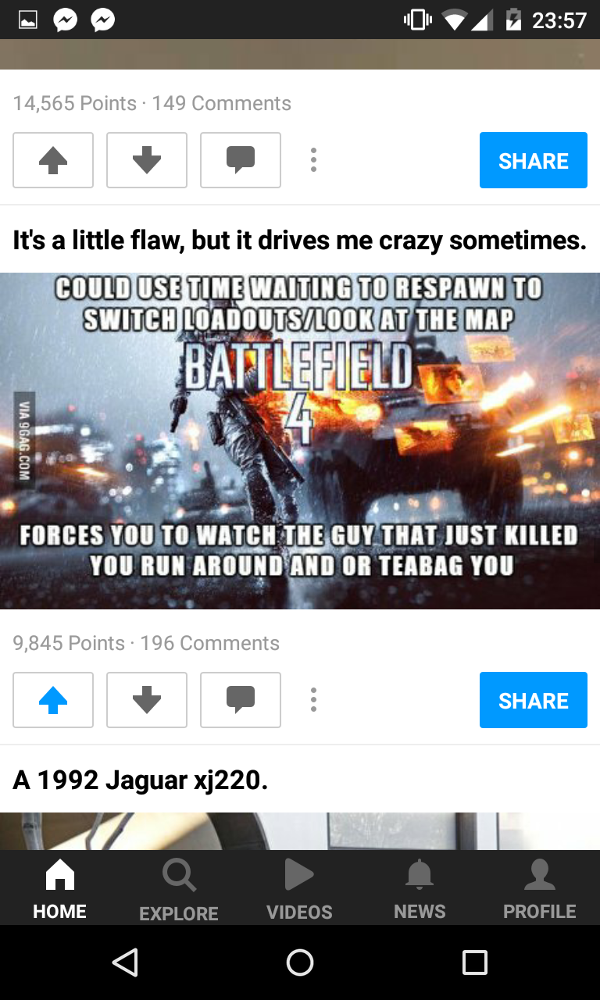 23:57
14,565 Points · 149 Comments
SHARE
It's a little flaw, but it drives me crazy sometimes.
COULD USE TIME WAITING TO RESPAWN TO
SWITCH LOADOUTS/LOOK AT THE MAP
BATTLEFIELD
4
VIA 9GAG.COM
FORCES YOU TO WATCH THE GUY THAT JUST KILLED
YOU RUN AROUND AND OR TEABAG YOU
9,845 Points · 196 Comments
SHARE
A 1992 Jaguar xj220.
HOME EXPLORE VIDEOS NEWS PROFILE